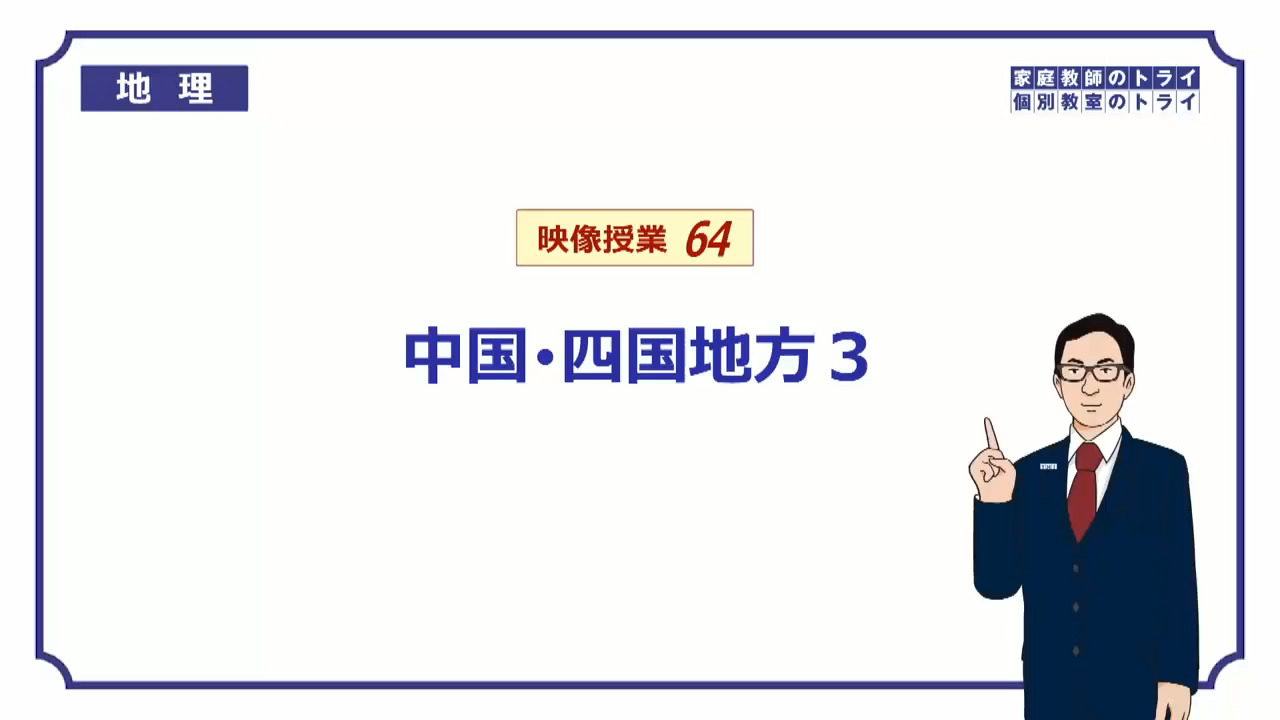 地 理
家庭教師のトライ
個別教室のトライ
映像授業 64
中国・四国地方3